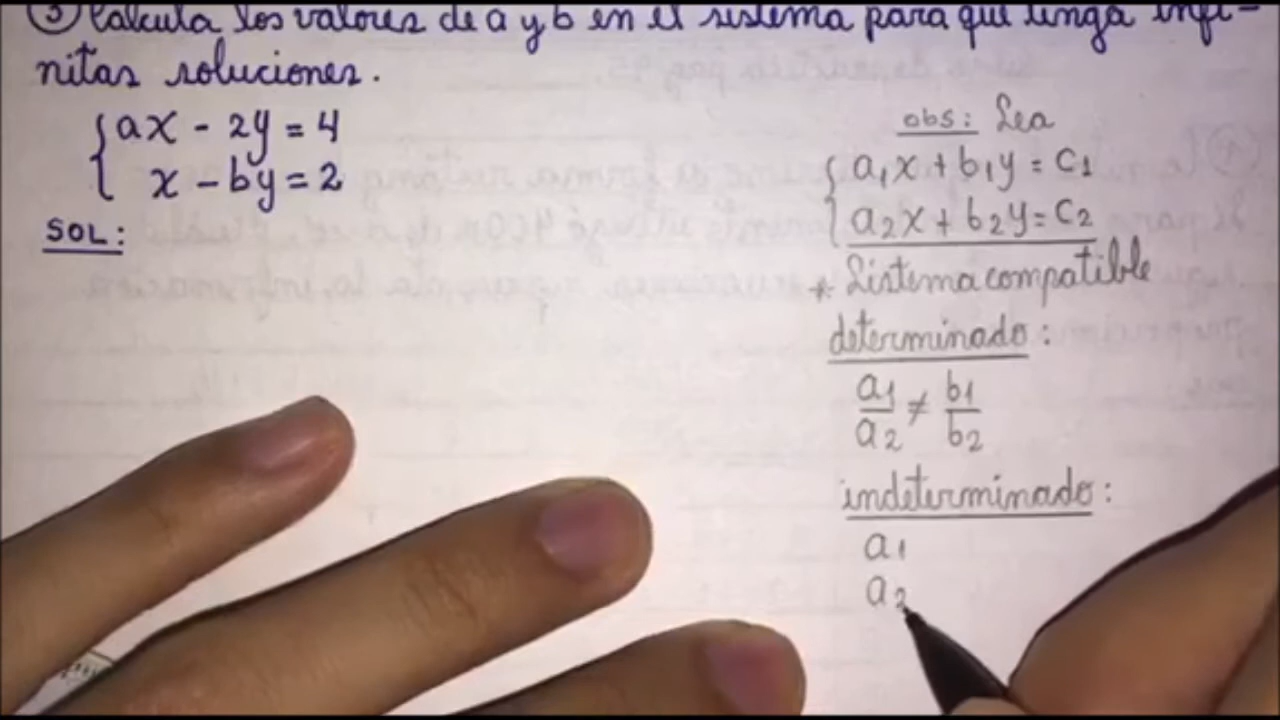 ③ Calcula los valores de a y b en el sistema para que tenga infi-
nitas soluciones.
ax - 2y = 4
x - by = 2
SOL:
obs: Sea
a₁x + b₁y = c₁
a₂x + b₂y = c₂
* Sistema compatible
determinado:
a₁/a₂ ≠ b₁/b₂
indeterminado:
a₁
a₂